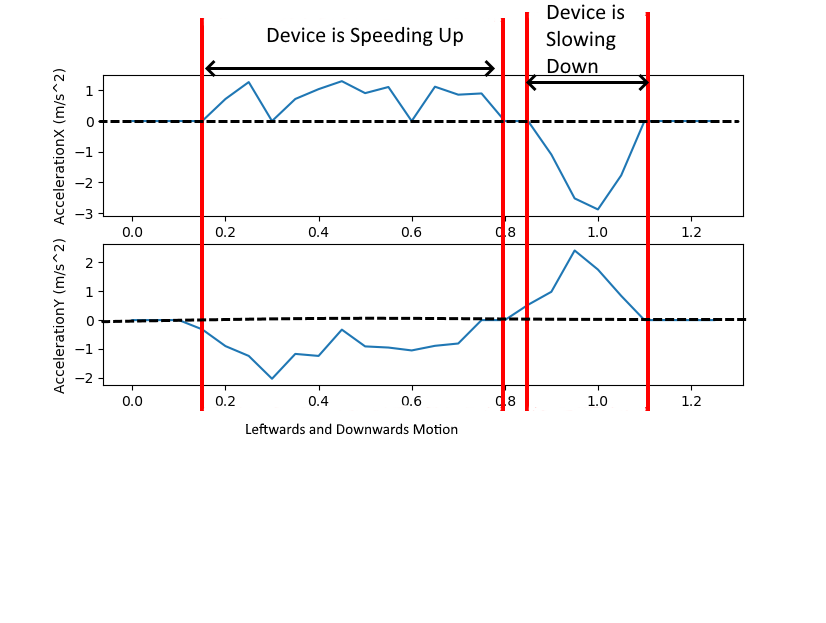 Device is
Slowing
Down
Device is Speeding Up
AccelerationX (m/s^2)
1
0
−1
−2
−3
0.0 0.2 0.4 0.6 0.8 1.0 1.2
AccelerationY (m/s^2)
2
1
0
−1
−2
0.0 0.2 0.4 0.6 0.8 1.0 1.2
Leftwards and Downwards Motion